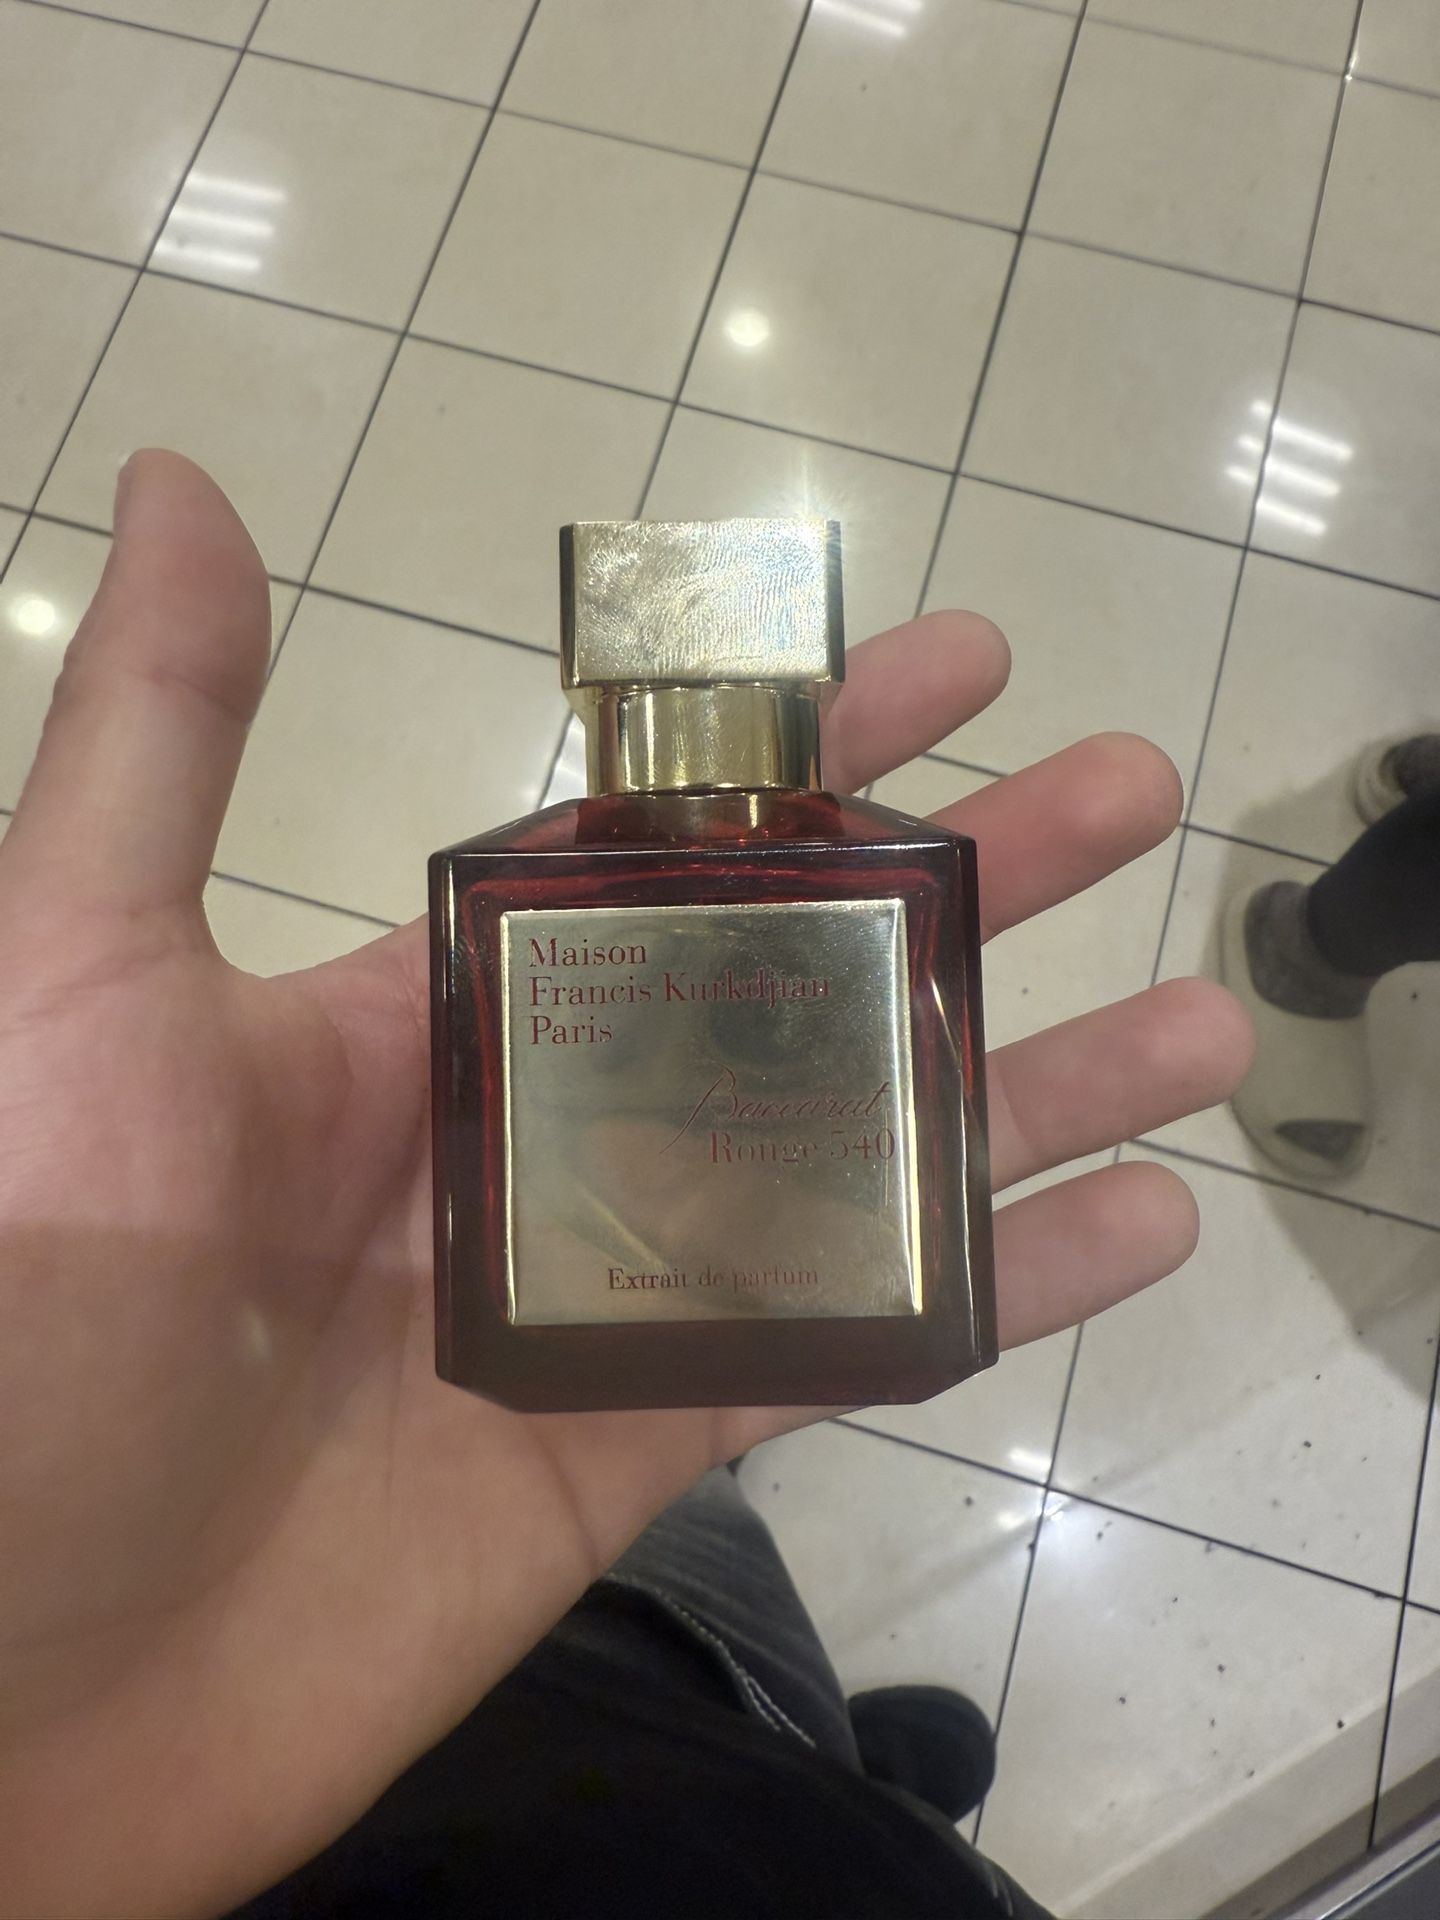 Maison
Francis Kurkdjian
Paris
Baccarat
Rouge 540
Extrait de parfum